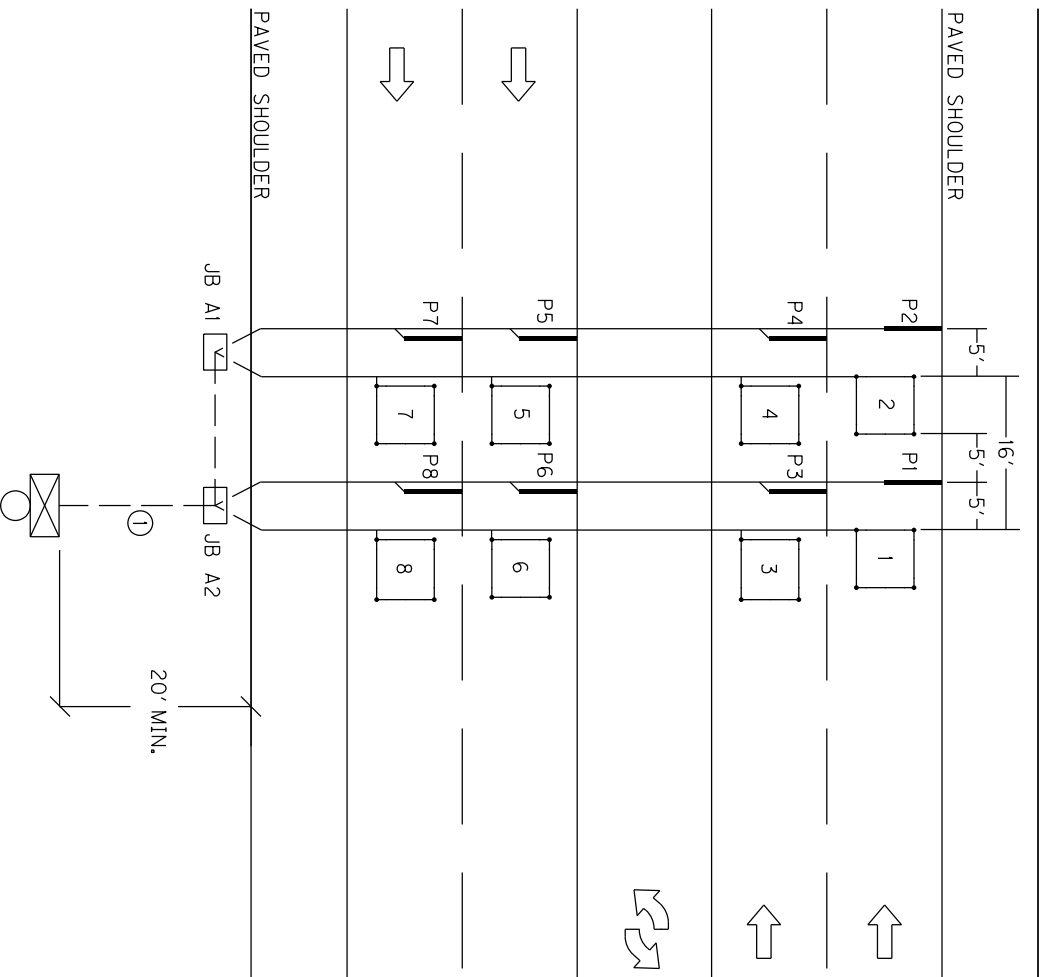 PAVED SHOULDER
PAVED SHOULDER
P2
5'
P4
P5
P7
JB A1
2
4
5
7
16'
5'
5'
P1
P3
P6
P8
JB A2
1
1
3
6
8
20' MIN.